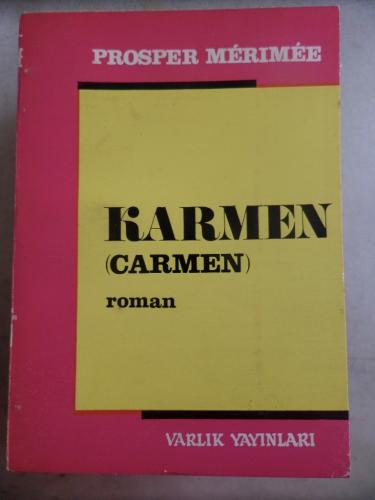 PROSPER MÉRIMÉE
KARMEN
(CARMEN)
roman
VARLIK YAYINLARI